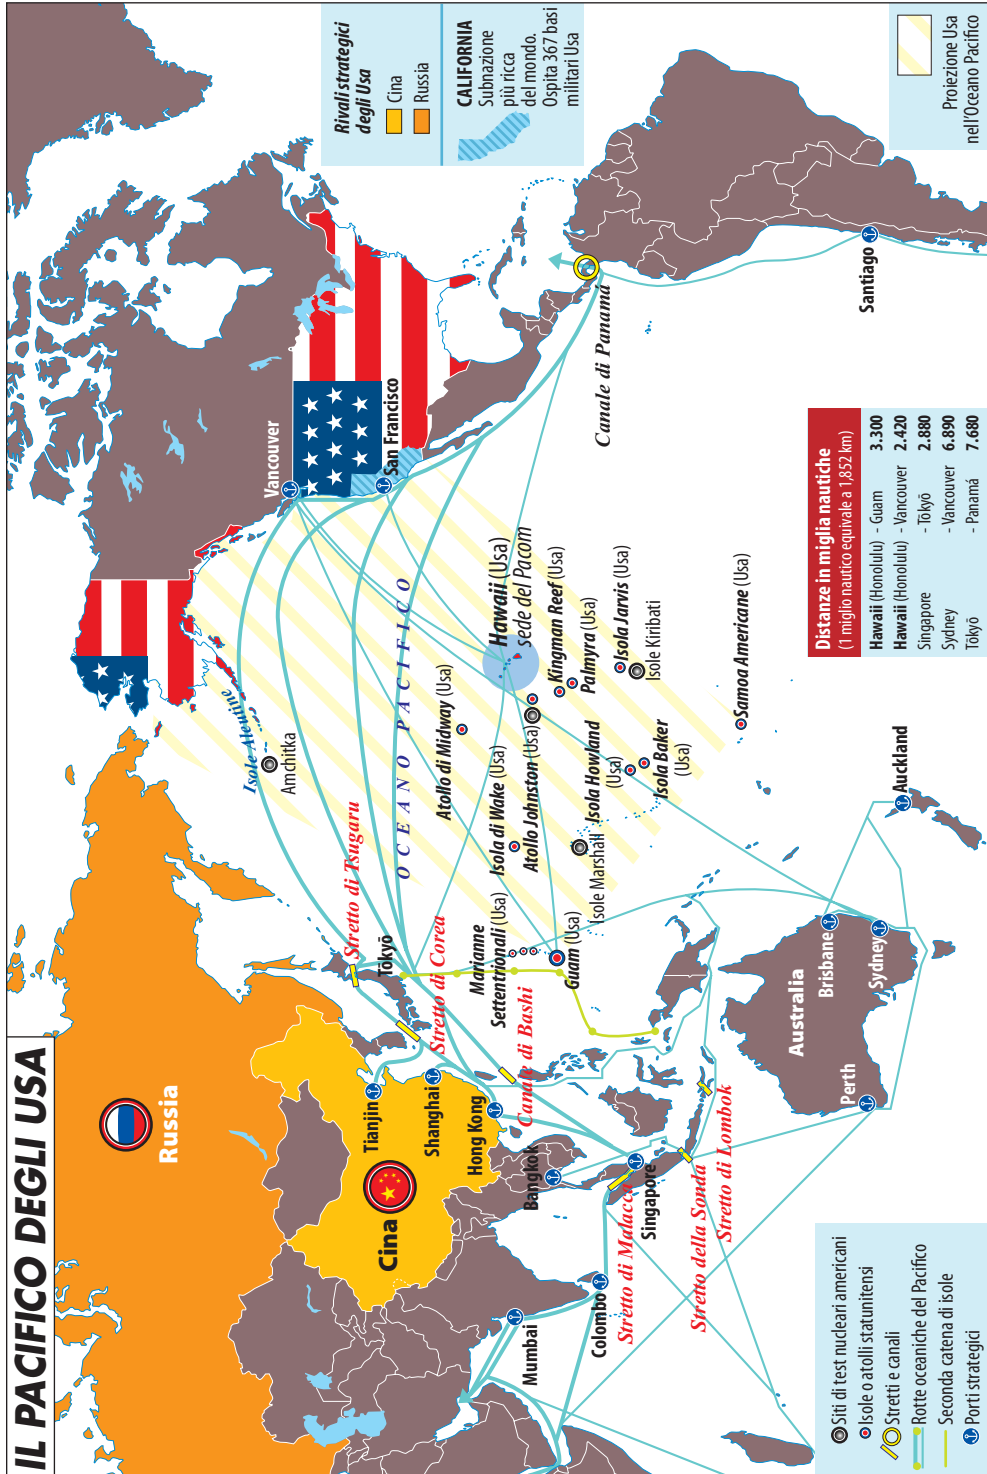 IL PACIFICO DEGLI USA
Russia
Cina
Tianjin
Shanghai
Hong Kong
Bangkok
Singapore
Mumbai
Colombo
Stretto di Malacca
Stretto della Sonda
Stretto di Lombok
Canale di Bashi
Stretto di Corea
Stretto di Tsugaru
Tōkyō
Isole Aleutine
Amchitka
OCEANO PACIFICO
Marianne
Settentrionali (Usa)
Guam (Usa)
Isole Marshall
Isola di Wake (Usa)
Atollo di Midway (Usa)
Atollo Johnston (Usa)
Hawaii (Usa)
sede del Pacom
Kingman Reef (Usa)
Palmyra (Usa)
Isola Jarvis (Usa)
Isole Kiribati
Isola Howland
(Usa)
Isola Baker
(Usa)
Samoa Americane (Usa)
Australia
Perth
Brisbane
Sydney
Auckland
Vancouver
San Francisco
Canale di Panamá
Santiago
Rivali strategici
degli Usa
Cina
Russia
CALIFORNIA
Subnazione
più ricca
del mondo.
Ospita 367 basi
militari Usa
Proiezione Usa
nell'Oceano Pacifico
Distanze in miglia nautiche
(1 miglio nautico equivale a 1,852 km)
Hawaii (Honolulu) - Guam 3.300
Hawaii (Honolulu) - Vancouver 2.420
Singapore - Tōkyō 2.880
Sydney - Vancouver 6.890
Tōkyō - Panamá 7.680
Siti di test nucleari americani
Isole o atolli statunitensi
Stretti e canali
Rotte oceaniche del Pacifico
Seconda catena di isole
Porti strategici